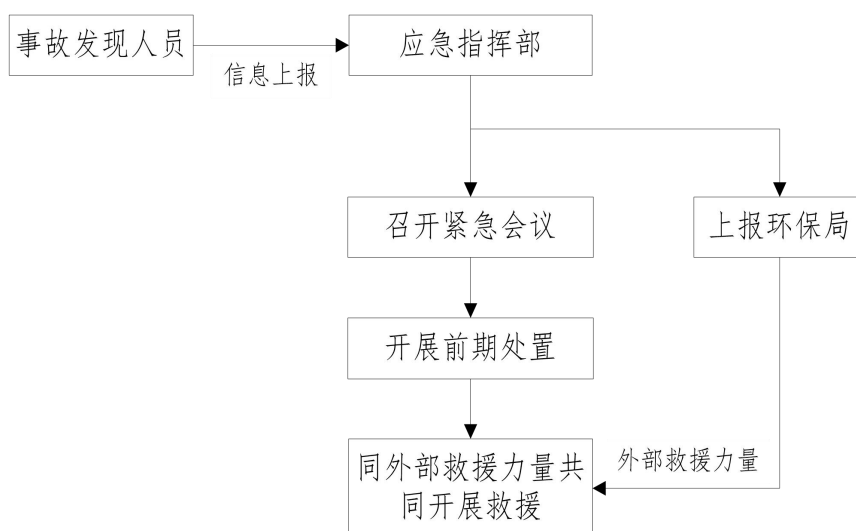 事故发现人员
应急指挥部
信息上报
召开紧急会议
上报环保局
开展前期处置
同外部救援力量共
同开展救援
外部救援力量